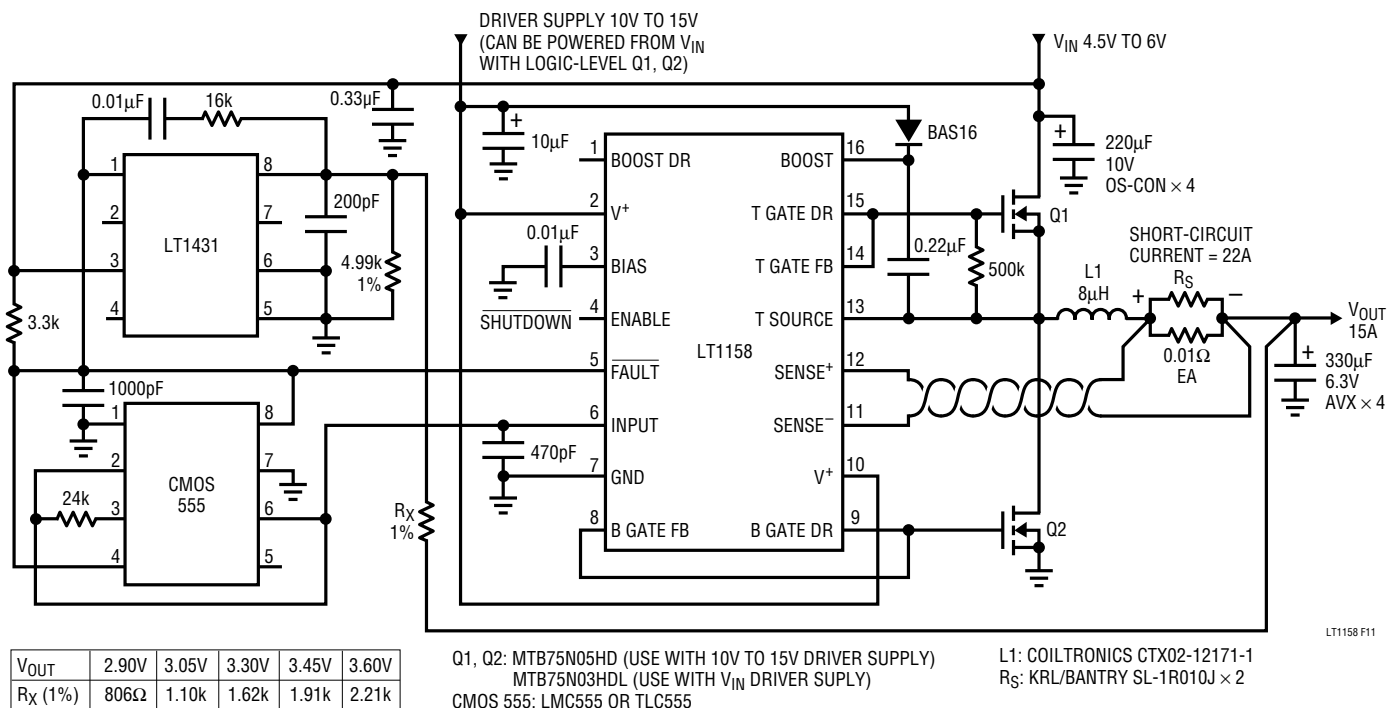 DRIVER SUPPLY 10V TO 15V
(CAN BE POWERED FROM VIN
WITH LOGIC-LEVEL Q1, Q2)
VIN 4.5V TO 6V
0.01µF
16k
0.33µF
+
10µF
BAS16
+
220µF
10V
OS-CON × 4
1
2
3
4
8
7
6
5
LT1431
200pF
4.99k
1%
3.3k
1000pF
1
2
3
4
8
7
6
5
CMOS
555
24k
RX
1%
0.01µF
SHUTDOWN
470pF
1
BOOST DR
2
V+
3
BIAS
4
ENABLE
5
FAULT
6
INPUT
7
GND
8
B GATE FB
LT1158
BOOST
16
T GATE DR
15
T GATE FB
14
T SOURCE
13
SENSE+
12
SENSE–
11
V+
10
B GATE DR
9
0.22µF
500k
Q1
Q2
L1
8µH
SHORT-CIRCUIT
CURRENT = 22A
RS
+
–
0.01Ω
EA
VOUT
15A
+
330µF
6.3V
AVX × 4
LT1158 F11
VOUT 2.90V 3.05V 3.30V 3.45V 3.60V
RX (1%) 806Ω 1.10k 1.62k 1.91k 2.21k
Q1, Q2: MTB75N05HD (USE WITH 10V TO 15V DRIVER SUPPLY)
MTB75N03HDL (USE WITH VIN DRIVER SUPLY)
CMOS 555: LMC555 OR TLC555
L1: COILTRONICS CTX02-12171-1
RS: KRL/BANTRY SL-1R010J × 2